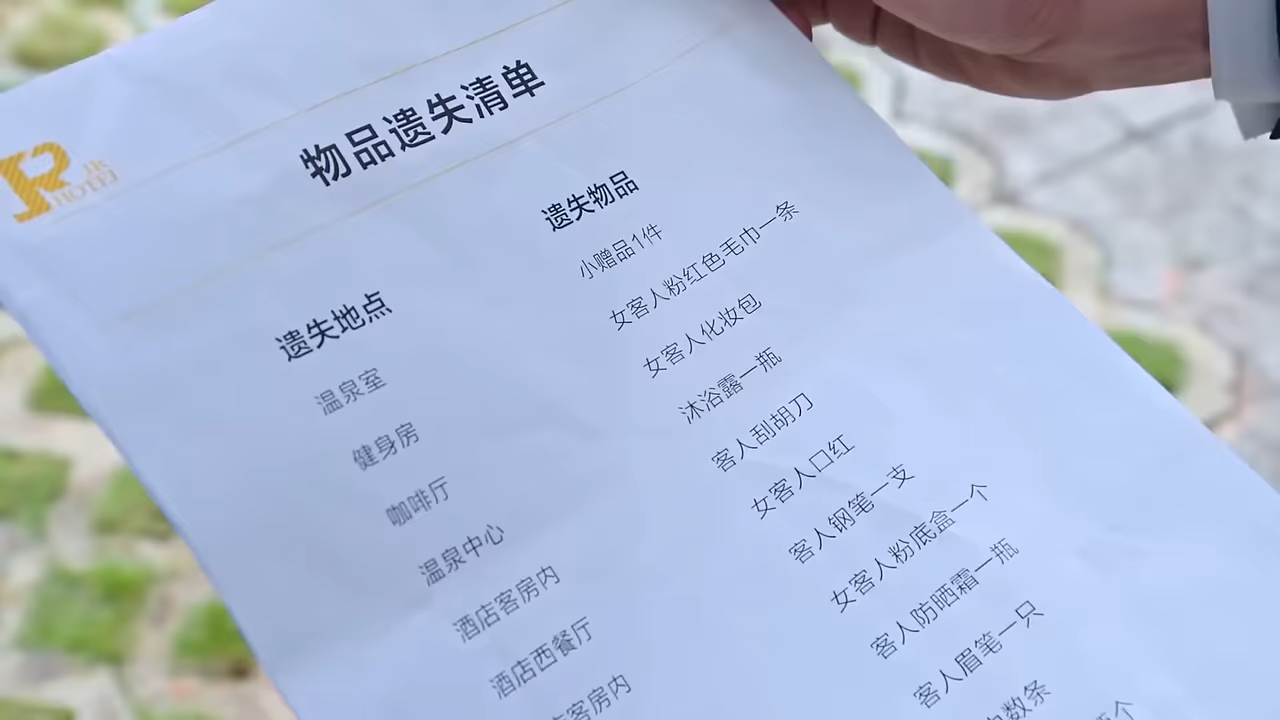 JR
HOTEL
物品遗失清单
遗失地点
温泉室
健身房
咖啡厅
温泉中心
酒店客房内
酒店西餐厅
客房内
遗失物品
小赠品1件
女客人粉红色毛巾一条
女客人化妆包
沐浴露一瓶
客人刮胡刀
女客人口红
客人钢笔一支
女客人粉底盒一个
客人防晒霜一瓶
客人眉笔一只
数条
个